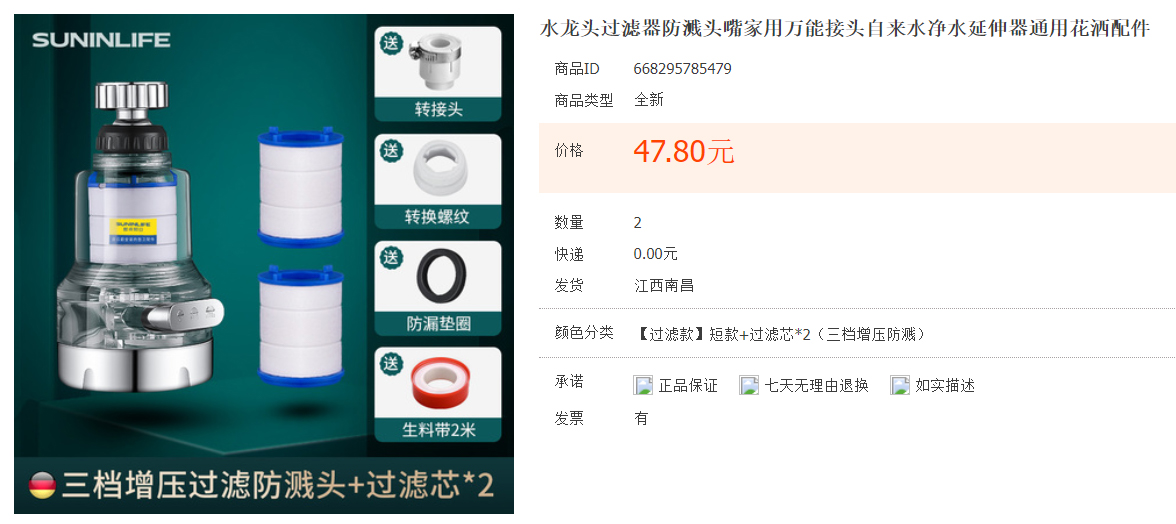 SUNINLIFE
送
转接头
送
转换螺纹
送
防漏垫圈
送
生料带2米
SUNINLIFE
三档增压过滤防溅头+过滤芯*2
水龙头过滤器防溅头嘴家用万能接头自来水净水延伸器通用花洒配件
商品ID 668295785479
商品类型 全新
价格 47.80元
数量 2
快递 0.00元
发货 江西南昌
颜色分类 【过滤款】短款+过滤芯*2（三档增压防溅）
承诺 正品保证 七天无理由退换 如实描述
发票 有